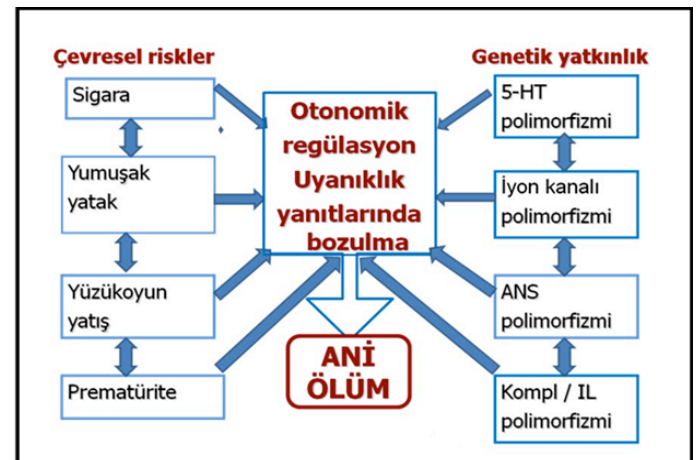 Çevresel riskler
Sigara
Yumuşak
yatak
Yüzükoyun
yatış
Prematürite
Otonomik
regülasyon
Uyanıklık
yanıtlarında
bozulma
ANİ
ÖLÜM
Genetik yatkınlık
5-HT
polimorfizmi
İyon kanalı
polimorfizmi
ANS
polimorfizmi
Kompl / IL
polimorfizmi